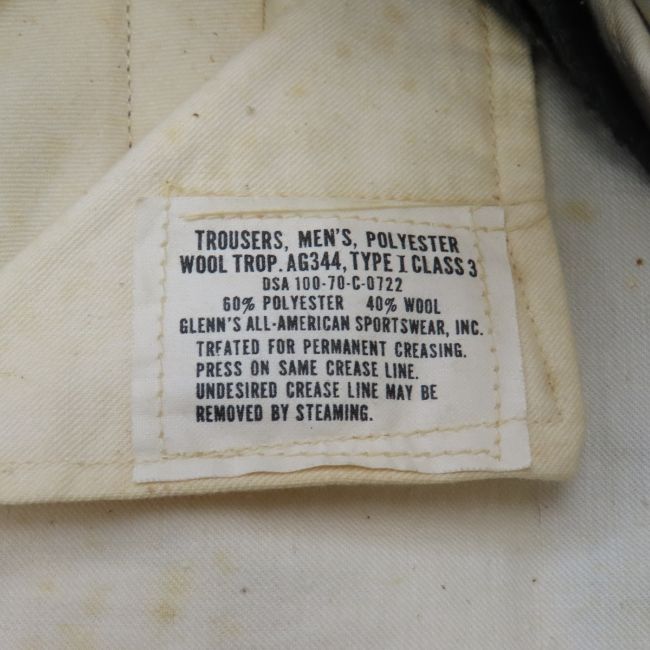 TROUSERS, MEN'S, POLYESTER
WOOL TROP. AG344, TYPE I CLASS 3
DSA 100-70-C-0722
60% POLYESTER 40% WOOL
GLENN'S ALL-AMERICAN SPORTSWEAR, INC.
TREATED FOR PERMANENT CREASING.
PRESS ON SAME CREASE LINE.
UNDESIRED CREASE LINE MAY BE
REMOVED BY STEAMING.